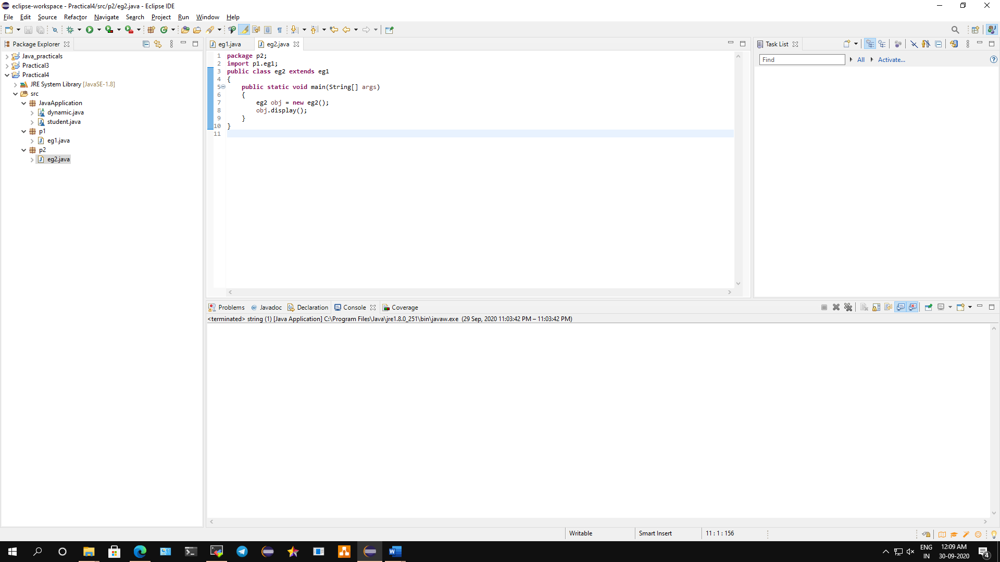 eclipse-workspace - Practical4/src/p2/eg2.java - Eclipse IDE
File Edit Source Refactor Navigate Search Project Run Window Help
Package Explorer
Java_practicals
Practical3
Practical4
JRE System Library [JavaSE-1.8]
src
JavaApplication
dynamic.java
student.java
p1
eg1.java
p2
eg2.java
eg1.java eg2.java
1 package p2;
2 import p1.eg1;
3 public class eg2 extends eg1
4 {
5 public static void main(String[] args)
6 {
7 eg2 obj = new eg2();
8 obj.display();
9 }
10 }
11
Task List
Find All Activate...
Problems @ Javadoc Declaration Console Coverage
<terminated> string (1) [Java Application] C:\Program Files\Java\jre1.8.0_251\bin\javaw.exe (29 Sep, 2020 11:03:42 PM – 11:03:42 PM)
Writable Smart Insert 11 : 1 : 156
ENG
IN
12:09 AM
30-09-2020
4